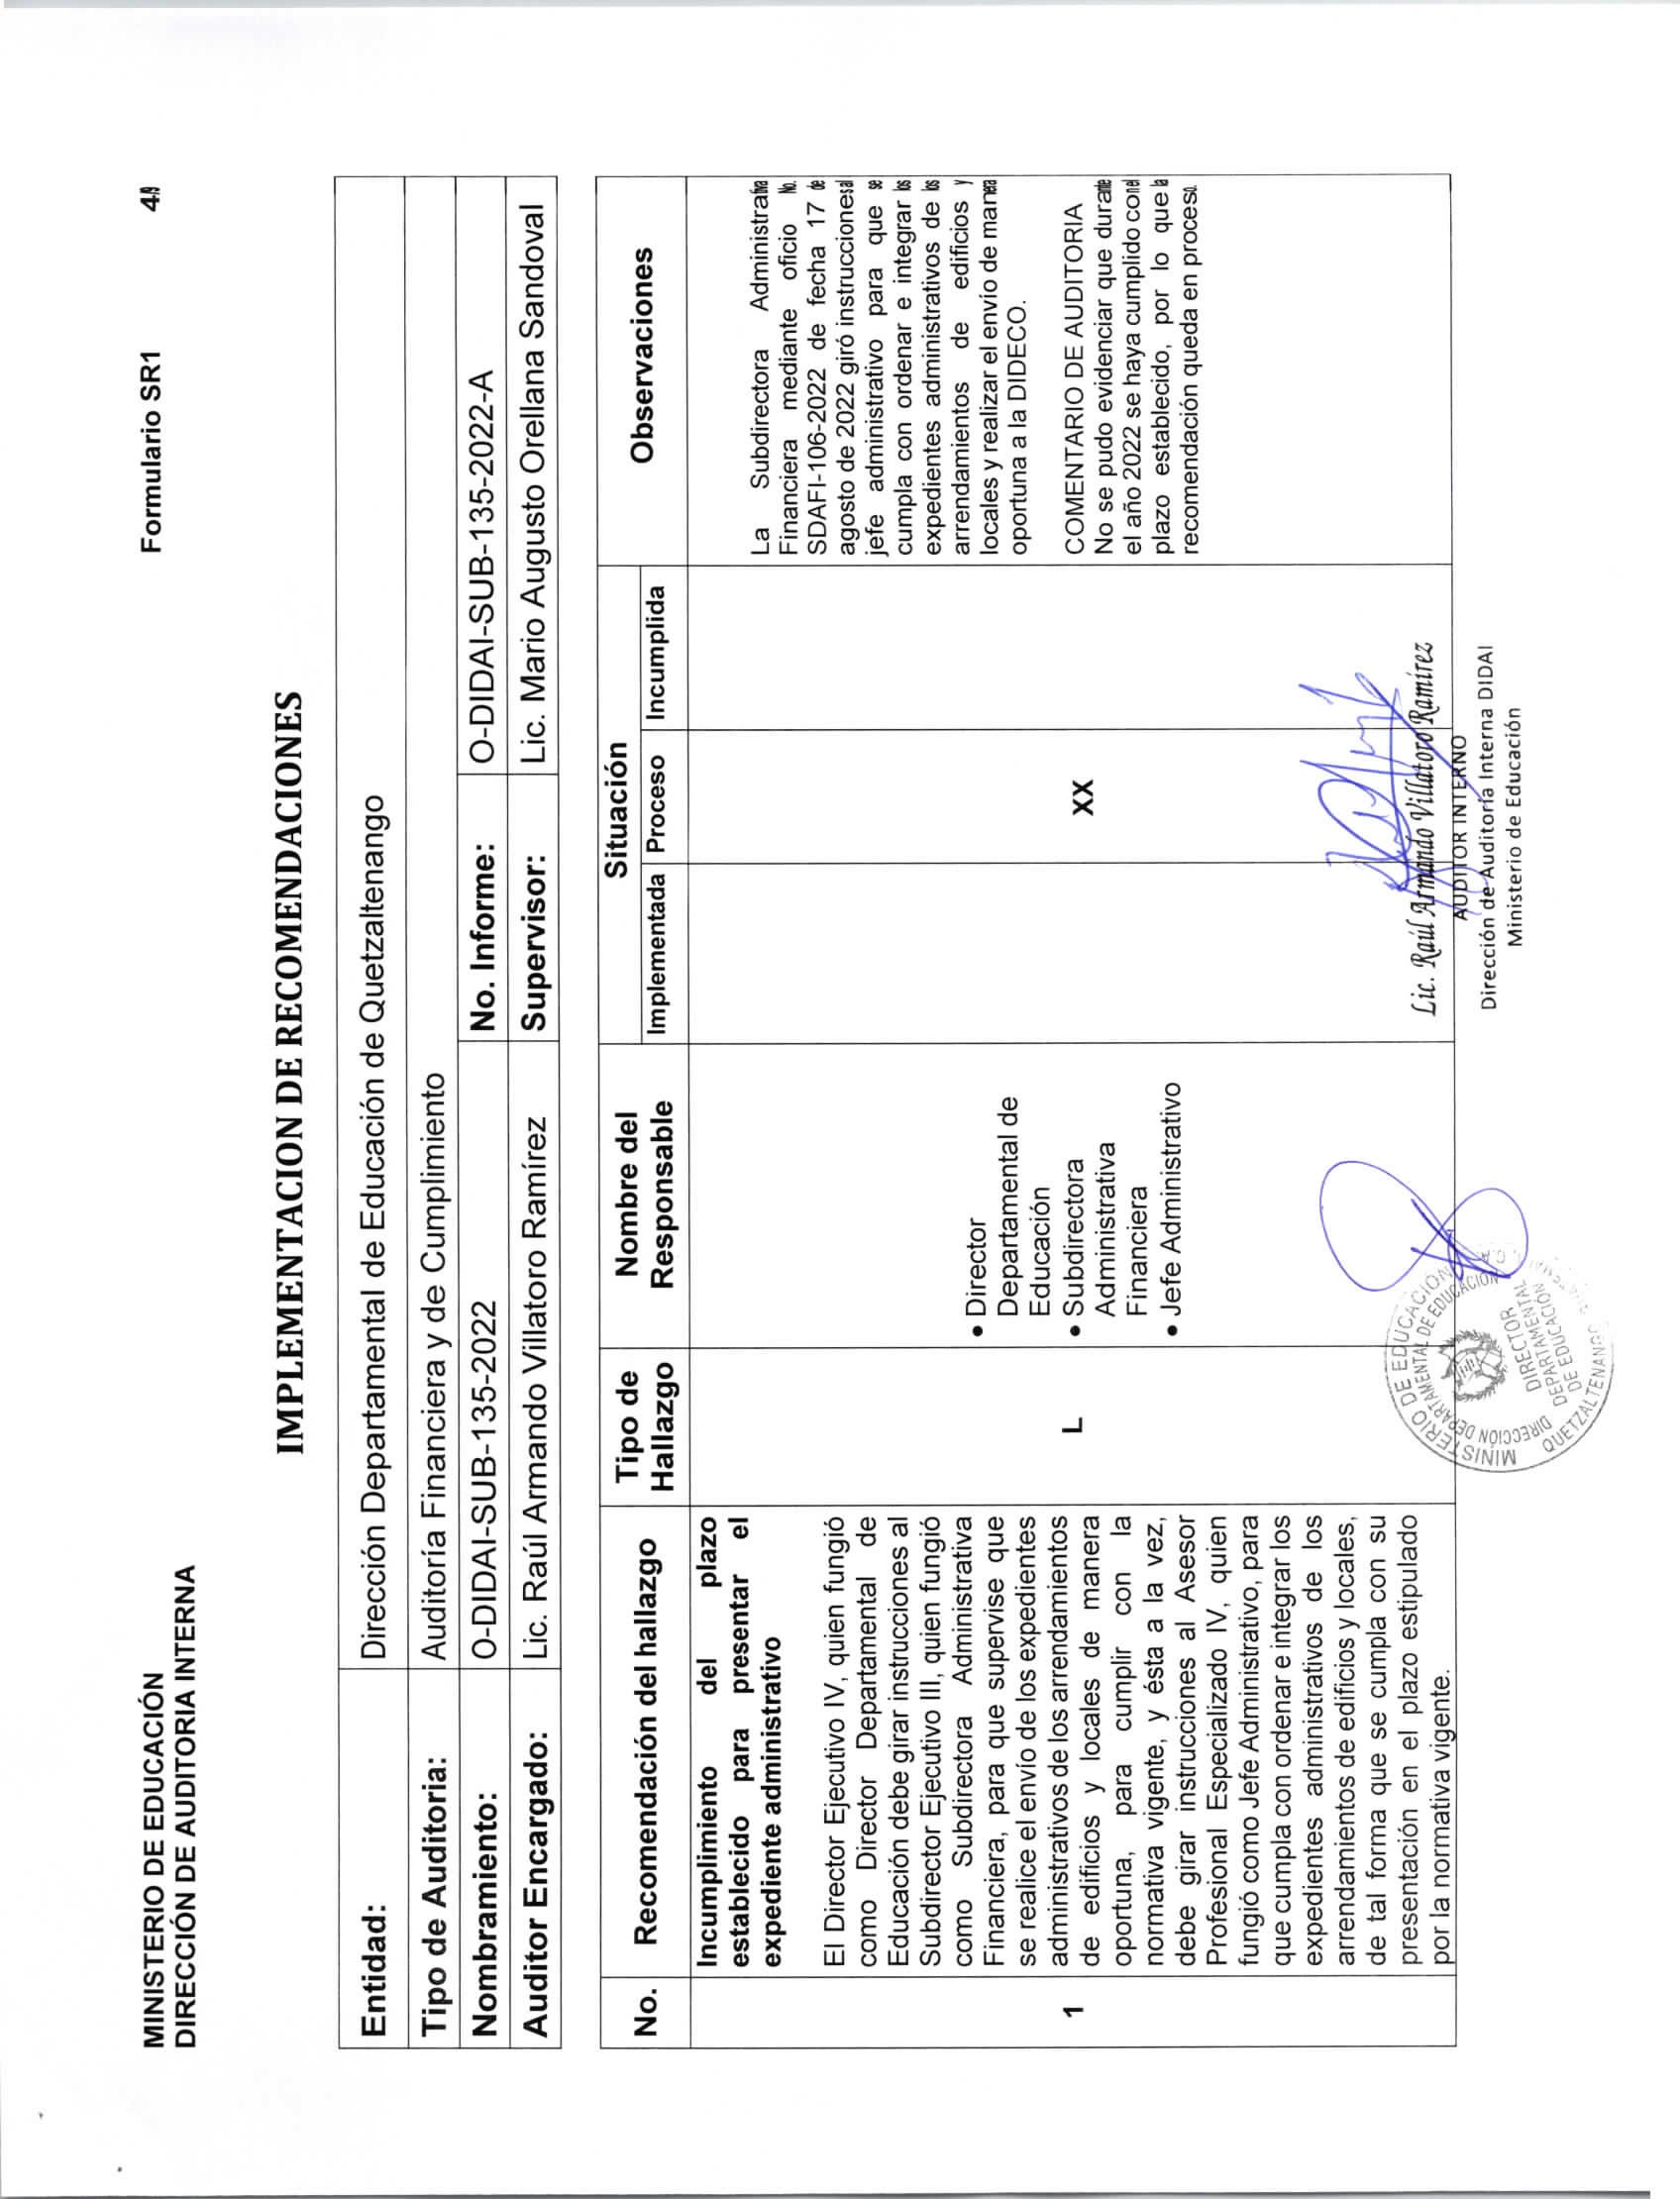 MINISTERIO DE EDUCACIÓN
DIRECCIÓN DE AUDITORIA INTERNA
Formulario SR1 4/9
IMPLEMENTACION DE RECOMENDACIONES
Entidad: Dirección Departamental de Educación de Quetzaltenango
Tipo de Auditoria: Auditoría Financiera y de Cumplimiento
Nombramiento: O-DIDAI-SUB-135-2022 No. Informe: O-DIDAI-SUB-135-2022-A
Auditor Encargado: Lic. Raúl Armando Villatoro Ramírez Supervisor: Lic. Mario Augusto Orellana Sandoval
No.
Recomendación del hallazgo
Tipo de
Hallazgo
Nombre del
Responsable
Situación
Implementada Proceso Incumplida
Observaciones
1
Incumplimiento del plazo
establecido para presentar el
expediente administrativo
El Director Ejecutivo IV, quien fungió
como Director Departamental de
Educación debe girar instrucciones al
Subdirector Ejecutivo III, quien fungió
como Subdirectora Administrativa
Financiera, para que supervise que
se realice el envío de los expedientes
administrativos de los arrendamientos
de edificios y locales de manera
oportuna, para cumplir con la
normativa vigente, y ésta a la vez,
debe girar instrucciones al Asesor
Profesional Especializado IV, quien
fungió como Jefe Administrativo, para
que cumpla con ordenar e integrar los
expedientes administrativos de los
arrendamientos de edificios y locales,
de tal forma que se cumpla con su
presentación en el plazo estipulado
por la normativa vigente.
L
• Director
Departamental de
Educación
• Subdirectora
Administrativa
Financiera
• Jefe Administrativo
XX
La Subdirectora Administrativa
Financiera mediante oficio No.
SDAFI-106-2022 de fecha 17 de
agosto de 2022 giró instrucciones al
jefe administrativo para que se
cumpla con ordenar e integrar los
expedientes administrativos de los
arrendamientos de edificios y
locales y realizar el envío de manera
oportuna a la DIDECO.
COMENTARIO DE AUDITORIA
No se pudo evidenciar que durante
el año 2022 se haya cumplido con el
plazo establecido, por lo que la
recomendación queda en proceso.
MINISTERIO DE EDUCACIÓN
DIRECCIÓN DEPARTAMENTAL DE EDUCACIÓN
DIRECTOR
DEPARTAMENTAL
DE EDUCACIÓN
QUETZALTENANGO
Lic. Raúl Armando Villatoro Ramírez
AUDITOR INTERNO
Dirección de Auditoría Interna DIDAI
Ministerio de Educación